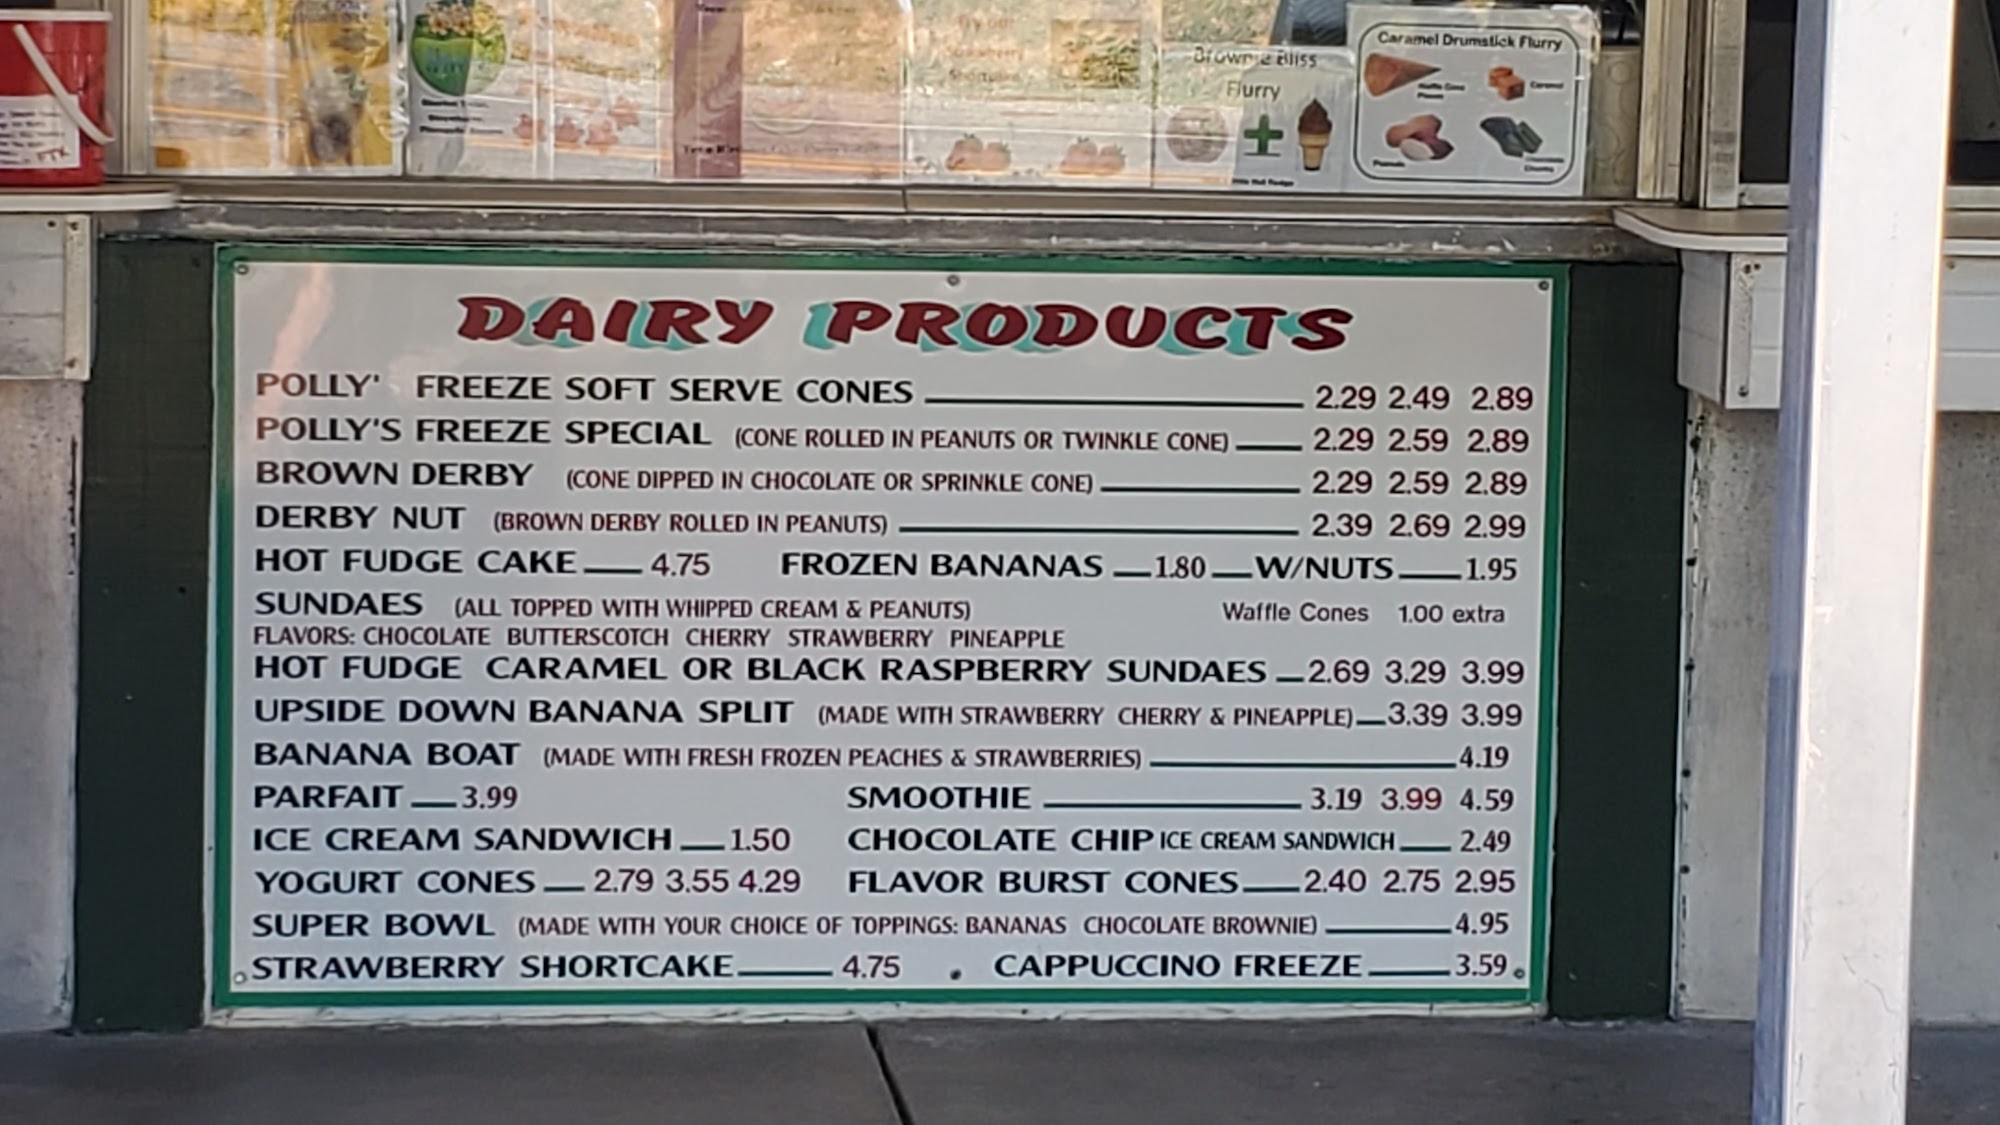 Brownie Bliss
Flurry
Caramel Drumstick Flurry
Caramel
Peanuts
DAIRY PRODUCTS
POLLY' FREEZE SOFT SERVE CONES 2.29 2.49 2.89
POLLY'S FREEZE SPECIAL (CONE ROLLED IN PEANUTS OR TWINKLE CONE) 2.29 2.59 2.89
BROWN DERBY (CONE DIPPED IN CHOCOLATE OR SPRINKLE CONE) 2.29 2.59 2.89
DERBY NUT (BROWN DERBY ROLLED IN PEANUTS) 2.39 2.69 2.99
HOT FUDGE CAKE 4.75 FROZEN BANANAS 1.80 W/NUTS 1.95
SUNDAES (ALL TOPPED WITH WHIPPED CREAM & PEANUTS) Waffle Cones 1.00 extra
FLAVORS: CHOCOLATE BUTTERSCOTCH CHERRY STRAWBERRY PINEAPPLE
HOT FUDGE CARAMEL OR BLACK RASPBERRY SUNDAES 2.69 3.29 3.99
UPSIDE DOWN BANANA SPLIT (MADE WITH STRAWBERRY CHERRY & PINEAPPLE) 3.39 3.99
BANANA BOAT (MADE WITH FRESH FROZEN PEACHES & STRAWBERRIES) 4.19
PARFAIT 3.99 SMOOTHIE 3.19 3.99 4.59
ICE CREAM SANDWICH 1.50 CHOCOLATE CHIP ICE CREAM SANDWICH 2.49
YOGURT CONES 2.79 3.55 4.29 FLAVOR BURST CONES 2.40 2.75 2.95
SUPER BOWL (MADE WITH YOUR CHOICE OF TOPPINGS: BANANAS CHOCOLATE BROWNIE) 4.95
STRAWBERRY SHORTCAKE 4.75 CAPPUCCINO FREEZE 3.59